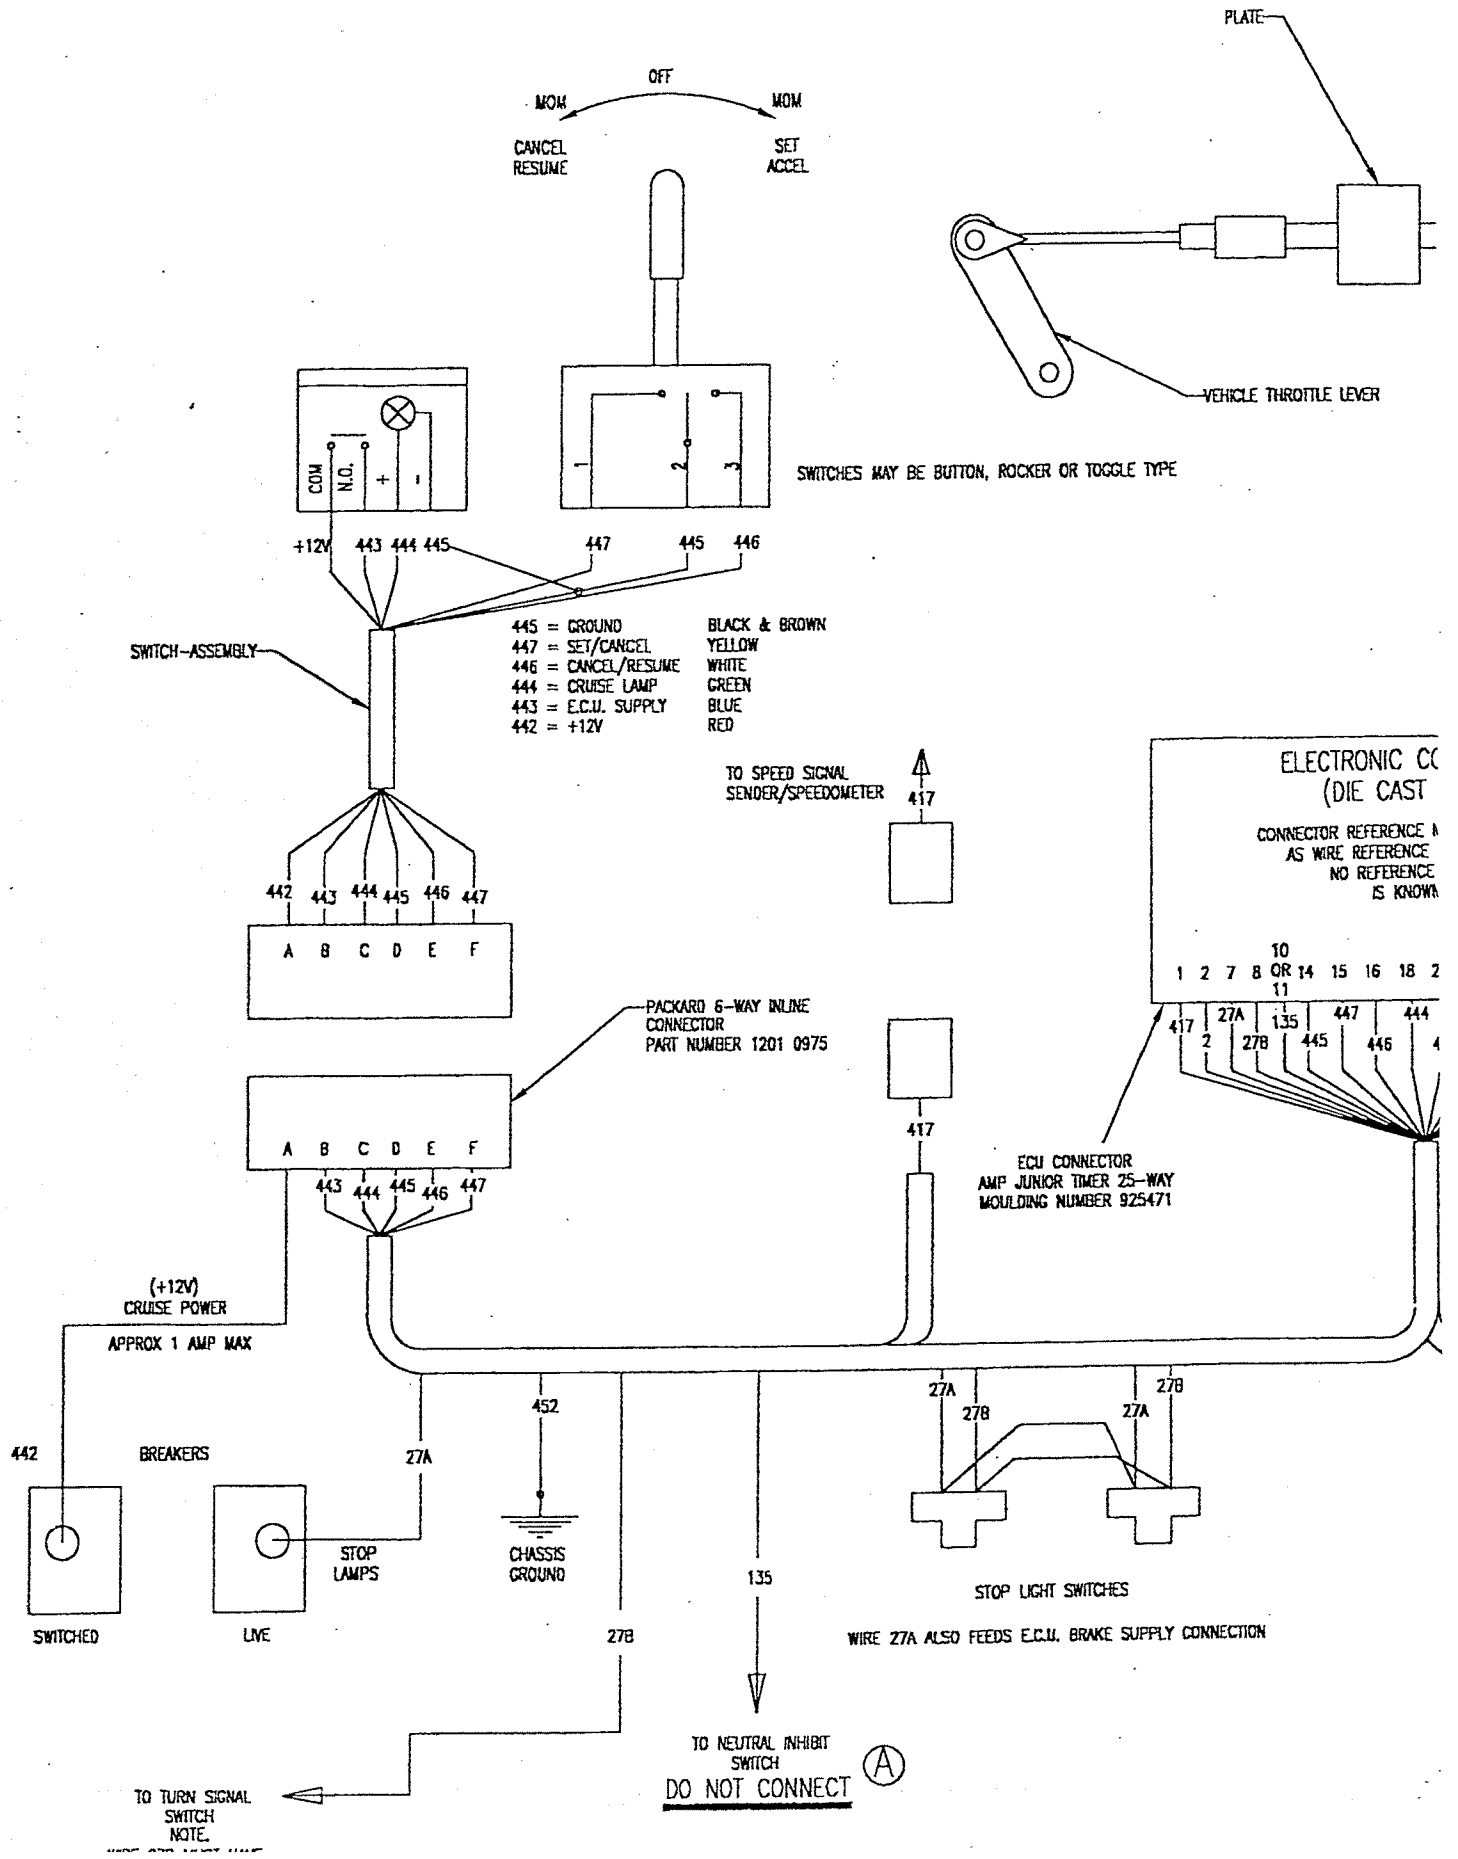 PLATE
OFF
MOM
MOM
CANCEL
RESUME
SET
ACCEL
VEHICLE THROTTLE LEVER
COM
N.O.
+
-
1
2
3
SWITCHES MAY BE BUTTON, ROCKER OR TOGGLE TYPE
+12V 443 444 445
447 445 446
445 = GROUND BLACK & BROWN
447 = SET/CANCEL YELLOW
446 = CANCEL/RESUME WHITE
444 = CRUISE LAMP GREEN
443 = E.C.U. SUPPLY BLUE
442 = +12V RED
SWITCH-ASSEMBLY
TO SPEED SIGNAL
SENDER/SPEEDOMETER
417
ELECTRONIC CO
(DIE CAST
CONNECTOR REFERENCE
AS WIRE REFERENCE
NO REFERENCE
IS KNOWN
442 443 444 445 446 447
A B C D E F
1 2 7 8 10 OR 11 14 15 16 18 2
417 2 27A 27B 135 445 447 446 444 4
PACKARD 6-WAY INLINE
CONNECTOR
PART NUMBER 1201 0975
A B C D E F
443 444 445 446 447
417
ECU CONNECTOR
AMP JUNIOR TIMER 25-WAY
MOULDING NUMBER 925471
(+12V)
CRUISE POWER
APPROX 1 AMP MAX
442
BREAKERS
27A
452
27A
27B
27A
27B
STOP
LAMPS
CHASSIS
GROUND
135
STOP LIGHT SWITCHES
SWITCHED
LIVE
27B
WIRE 27A ALSO FEEDS E.C.U. BRAKE SUPPLY CONNECTION
TO NEUTRAL INHIBIT
SWITCH
DO NOT CONNECT
A
TO TURN SIGNAL
SWITCH
NOTE.
WIRE 27B MUST HAVE